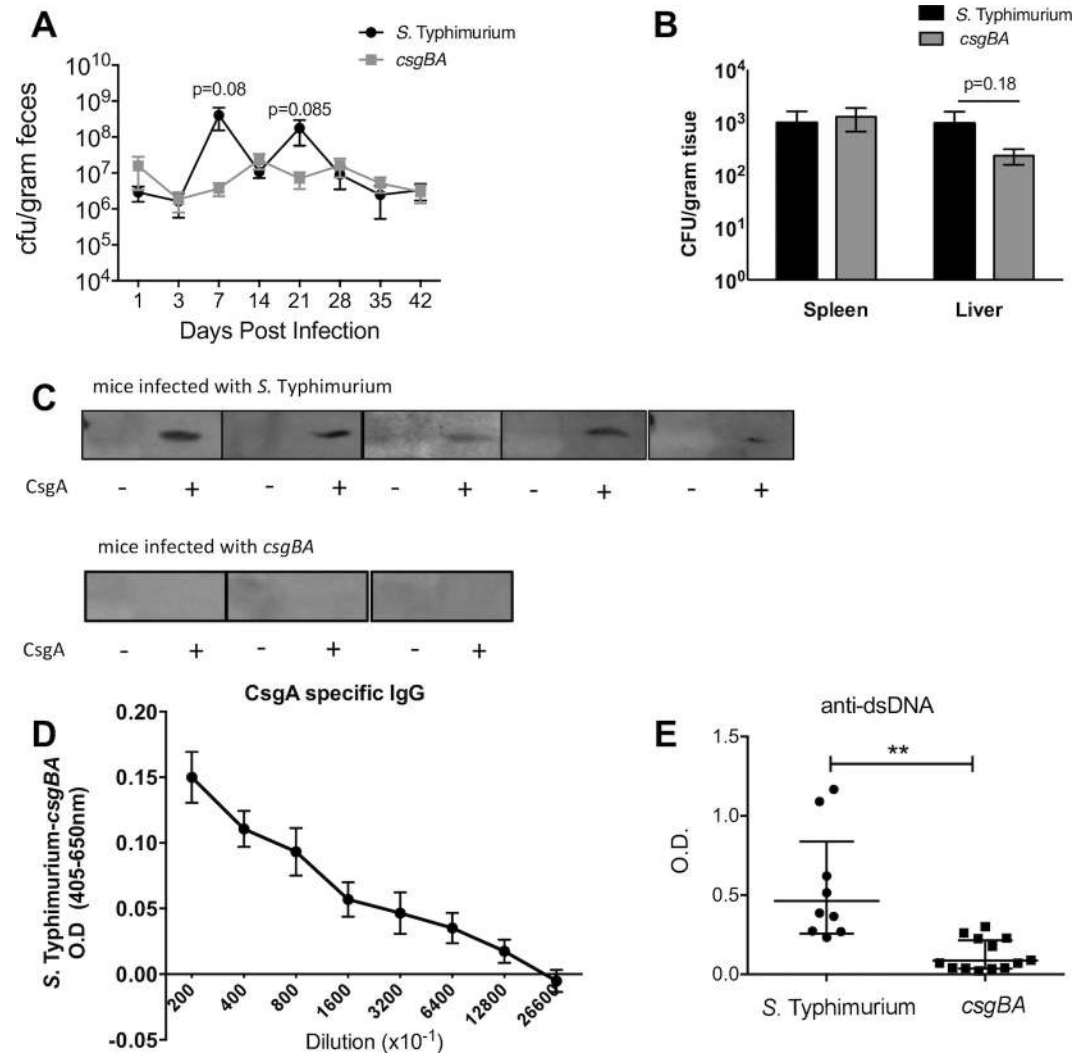 A
S. Typhimurium
csgBA
cfu/gram feces
10^10
10^9
10^8
10^7
10^6
10^5
10^4
p=0.08
p=0.085
1 3 7 14 21 28 35 42
Days Post Infection
B
S. Typhimurium
csgBA
CFU/gram tisue
10^4
10^3
10^2
10^1
10^0
p=0.18
Spleen Liver
C
mice infected with S. Typhimurium
CsgA - + - + - + - + - +
mice infected with csgBA
CsgA - + - + - +
D
CsgA specific IgG
S. Typhimurium-csgBA
O.D (405-650nm)
0.20
0.15
0.10
0.05
0.00
-0.05
200 400 800 1600 3200 6400 12800 26600
Dilution (x10^-1)
E
anti-dsDNA
O.D.
1.5
1.0
0.5
0.0
**
S. Typhimurium csgBA